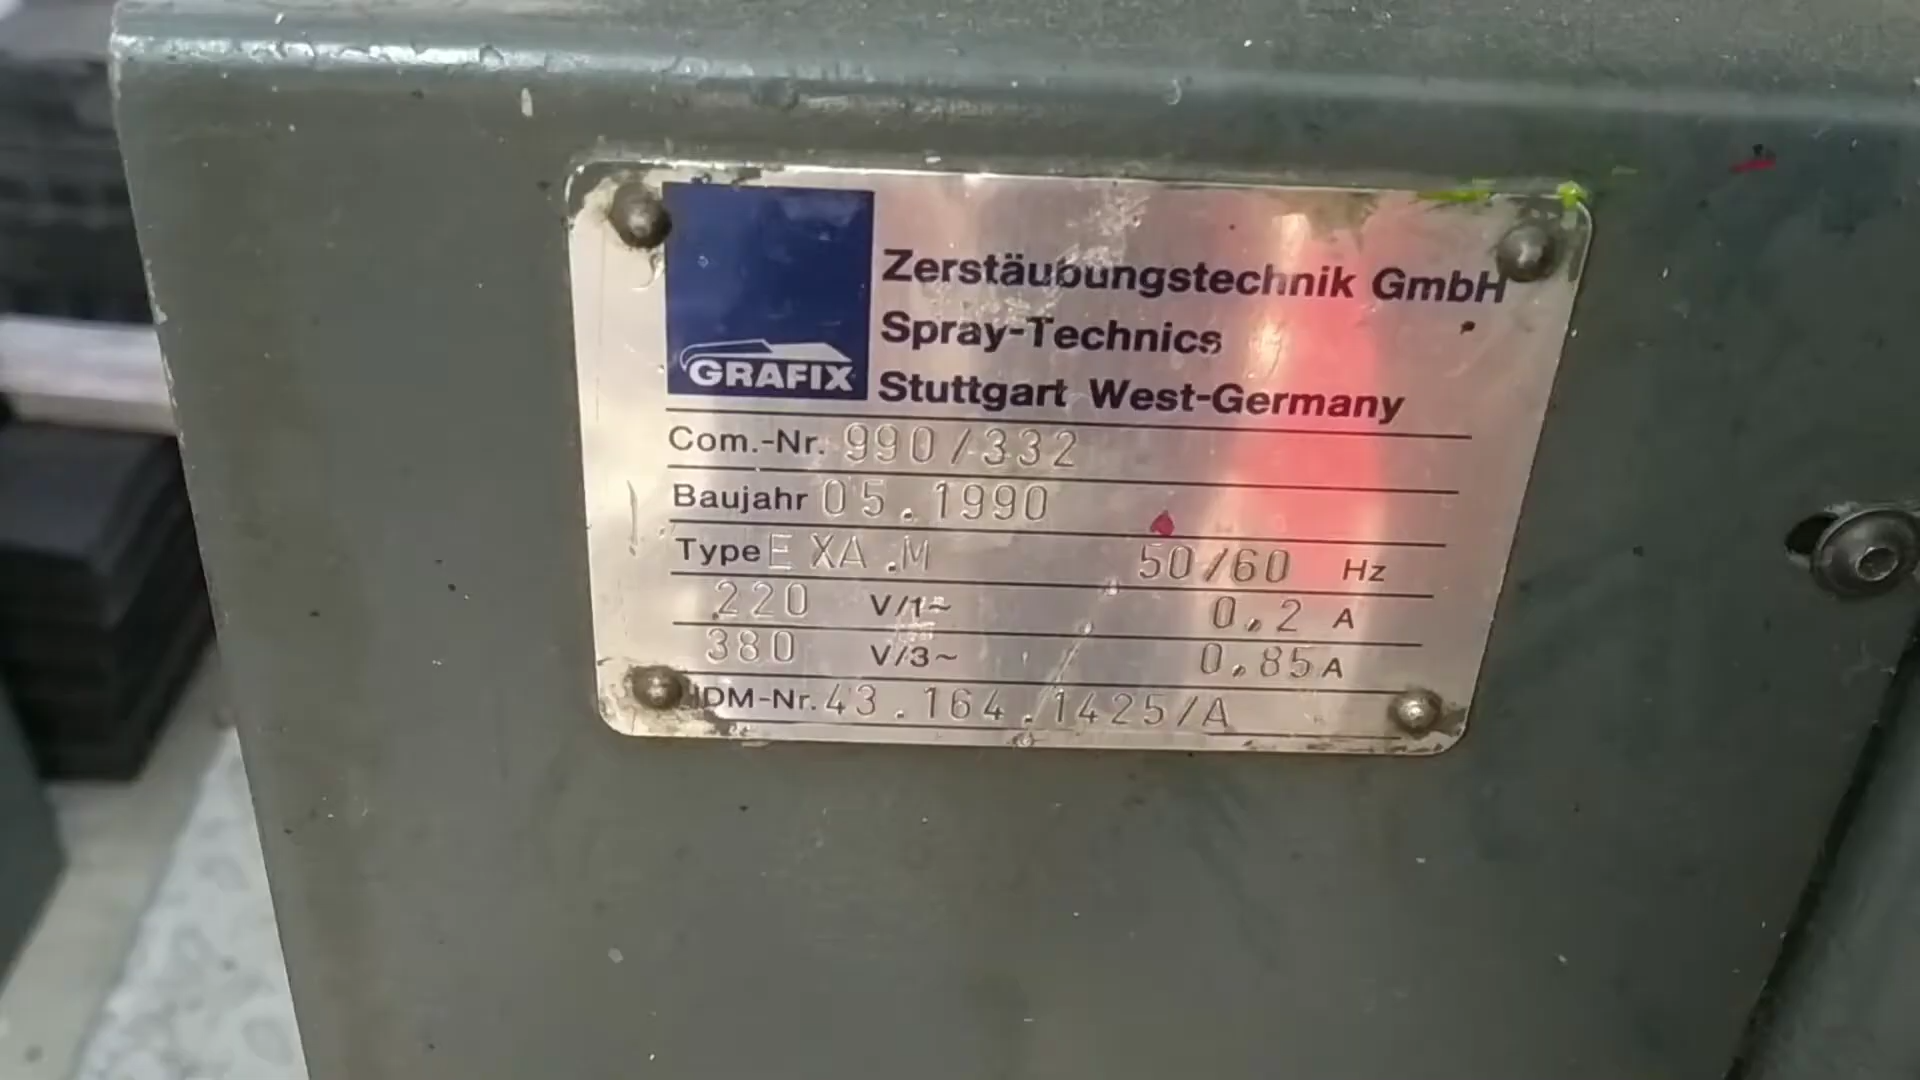 GRAFIX
Zerstäubungstechnik GmbH
Spray-Technics
Stuttgart West-Germany
Com.-Nr. 990/332
Baujahr 05.1990
Type E XA.M 50/60 Hz
220 V/1~ 0,2 A
380 V/3~ 0,85 A
IDM-Nr. 43.164.1425/A